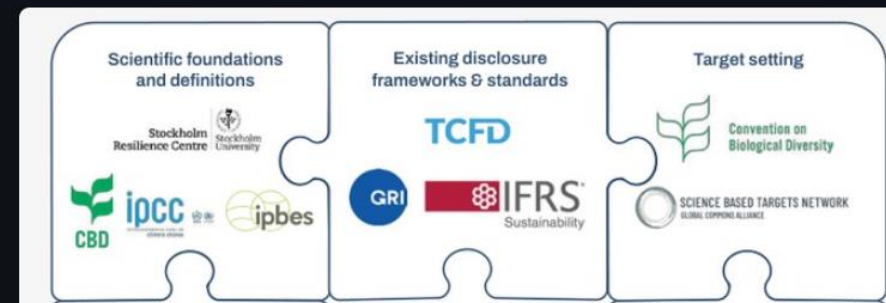 Scientific foundations
and definitions
Stockholm
Resilience Centre
Stockholm
University
CBD
ipcc
ipbes
Existing disclosure
frameworks & standards
TCFD
GRI
IFRS
Sustainability
Target setting
Convention on
Biological Diversity
SCIENCE BASED TARGETS NETWORK
GLOBAL COMMONS ALLIANCE